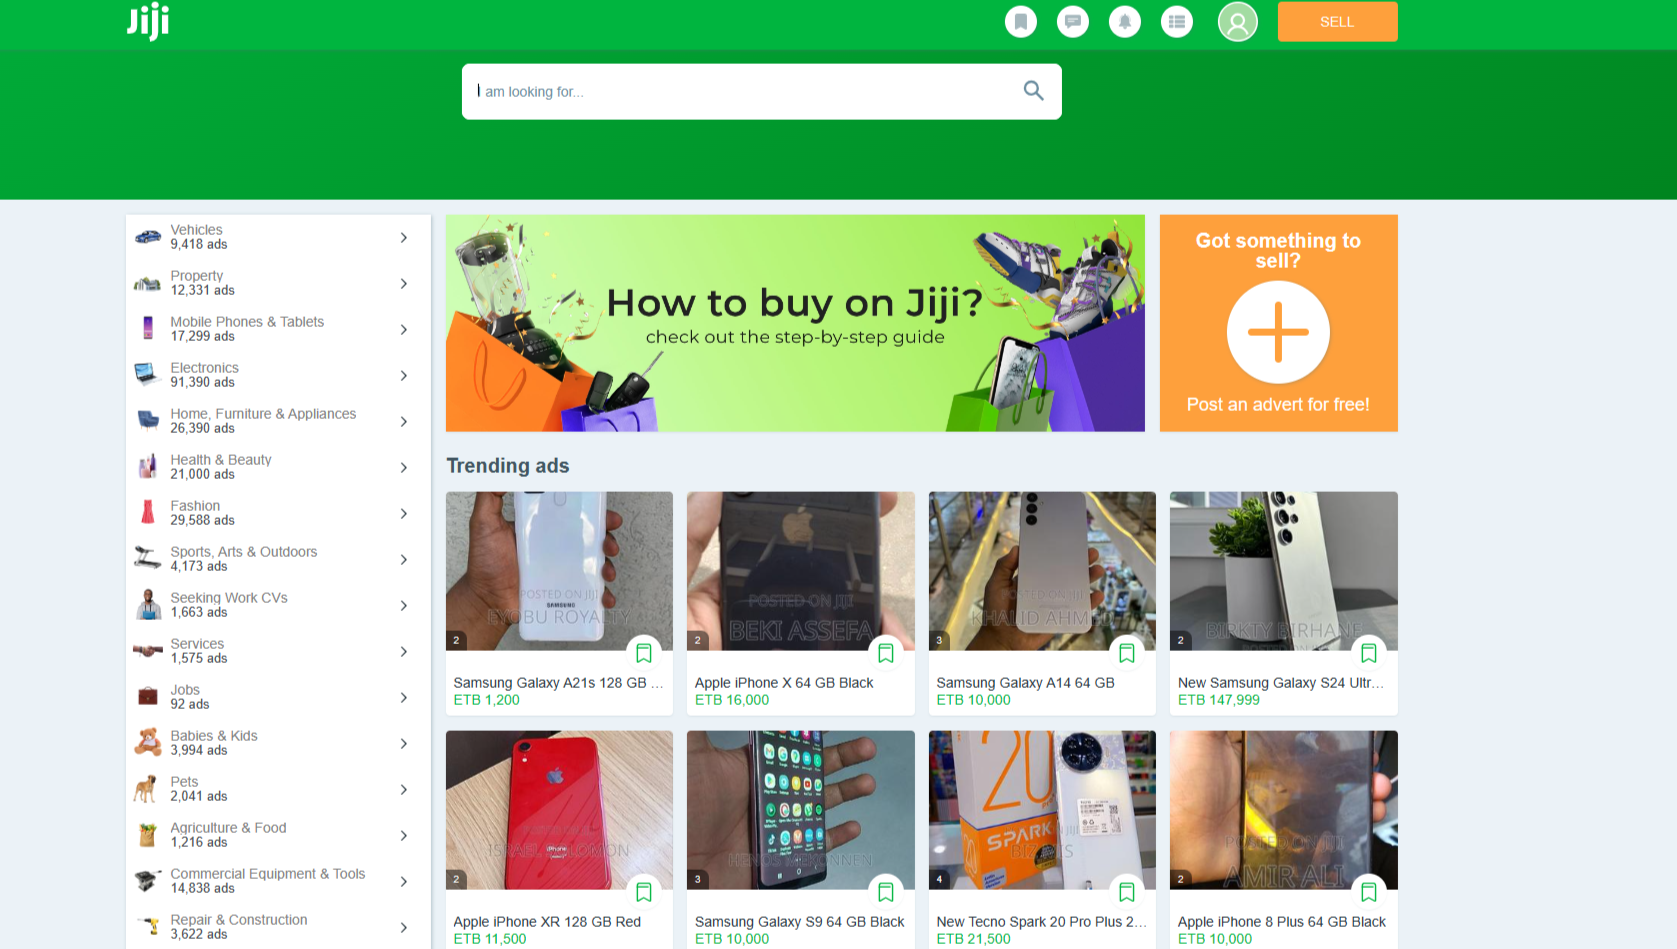 JiJi
SELL
I am looking for...
Vehicles
9,418 ads
Property
12,331 ads
Mobile Phones & Tablets
17,299 ads
Electronics
91,390 ads
Home, Furniture & Appliances
26,390 ads
Health & Beauty
21,000 ads
Fashion
29,588 ads
Sports, Arts & Outdoors
4,173 ads
Seeking Work CVs
1,663 ads
Services
1,575 ads
Jobs
92 ads
Babies & Kids
3,994 ads
Pets
2,041 ads
Agriculture & Food
1,216 ads
Commercial Equipment & Tools
14,838 ads
Repair & Construction
3,622 ads
How to buy on Jiji?
check out the step-by-step guide
Got something to
sell?
Post an advert for free!
Trending ads
POSTED ON JIJI
SAMSUNG
EYOBU ROYALTY
2
Samsung Galaxy A21s 128 GB ...
ETB 1,200
POSTED ON JIJI
BEKI ASSEFA
2
Apple iPhone X 64 GB Black
ETB 16,000
POSTED ON JIJI
KHALID AHMED
3
Samsung Galaxy A14 64 GB
ETB 10,000
BIRKTY BIRHANE
POSTED ON JIJI
2
New Samsung Galaxy S24 Ultr...
ETB 147,999
POSTED ON JIJI
ISRAEL SOLOMON
iPhone
2
Apple iPhone XR 128 GB Red
ETB 11,500
HENOK MEKONNEN
3
Samsung Galaxy S9 64 GB Black
ETB 10,000
20
SPARK
20
4
New Tecno Spark 20 Pro Plus 2...
ETB 21,500
POSTED ON JIJI
AMIR ALI
2
Apple iPhone 8 Plus 64 GB Black
ETB 10,000